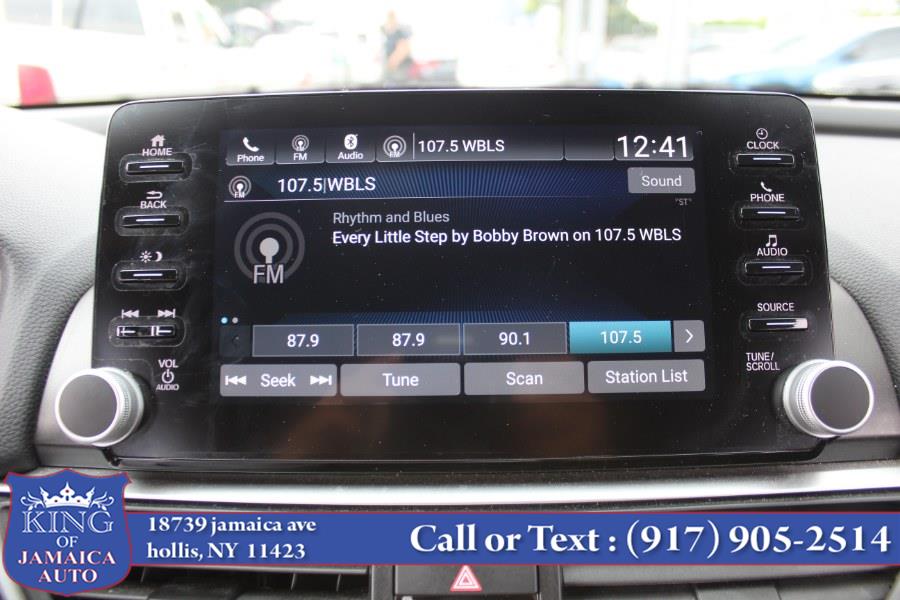 HOME
BACK
VOL
AUDIO
Phone
FM
Audio
FM
107.5 WBLS
12:41
FM
107.5|WBLS
Sound
"ST"
Rhythm and Blues
Every Little Step by Bobby Brown on 107.5 WBLS
FM
87.9
87.9
90.1
107.5
Seek
Tune
Scan
Station List
CLOCK
PHONE
AUDIO
SOURCE
TUNE/
SCROLL
KING
OF
JAMAICA
AUTO
18739 jamaica ave
hollis, NY 11423
Call or Text : (917) 905-2514